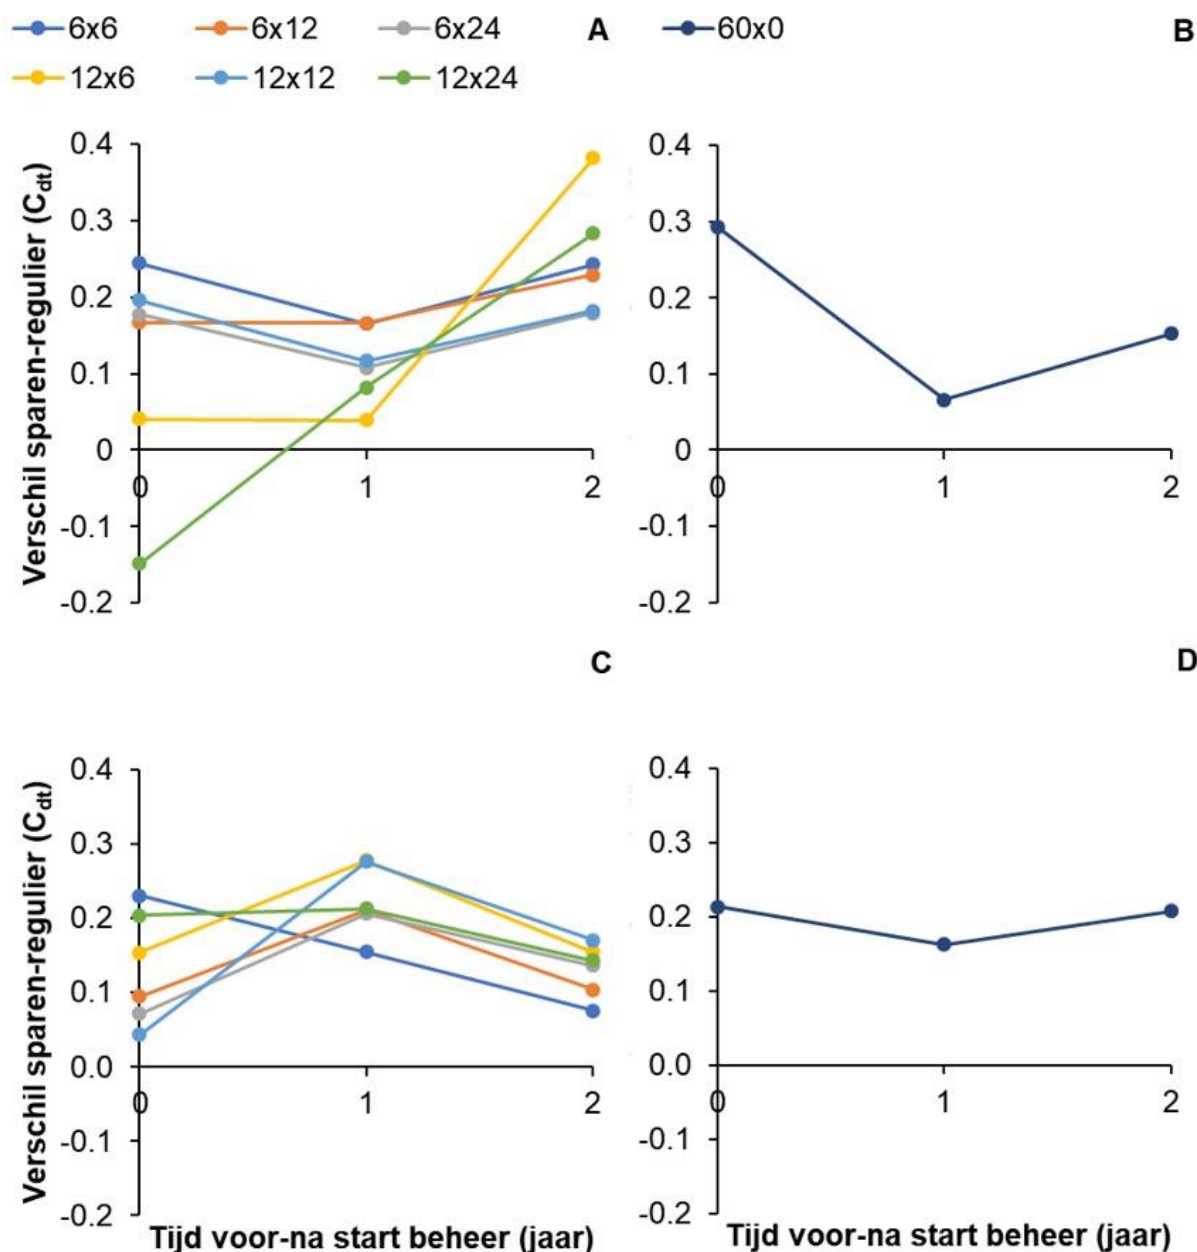 6x6 6x12 6x24 A 60x0 B
12x6 12x12 12x24
Verschil sparen-regulier (Cdt)
0.4
0.3
0.2
0.1
0
-0.1
-0.2
0 1 2
0.4
0.3
0.2
0.1
0
-0.1
-0.2
0 1 2
C D
Verschil sparen-regulier (Cdt)
0.4
0.3
0.2
0.1
0.0
-0.1
-0.2
0 1 2
Tijd voor-na start beheer (jaar)
0.4
0.3
0.2
0.1
0.0
-0.1
-0.2
0 1 2
Tijd voor-na start beheer (jaar)